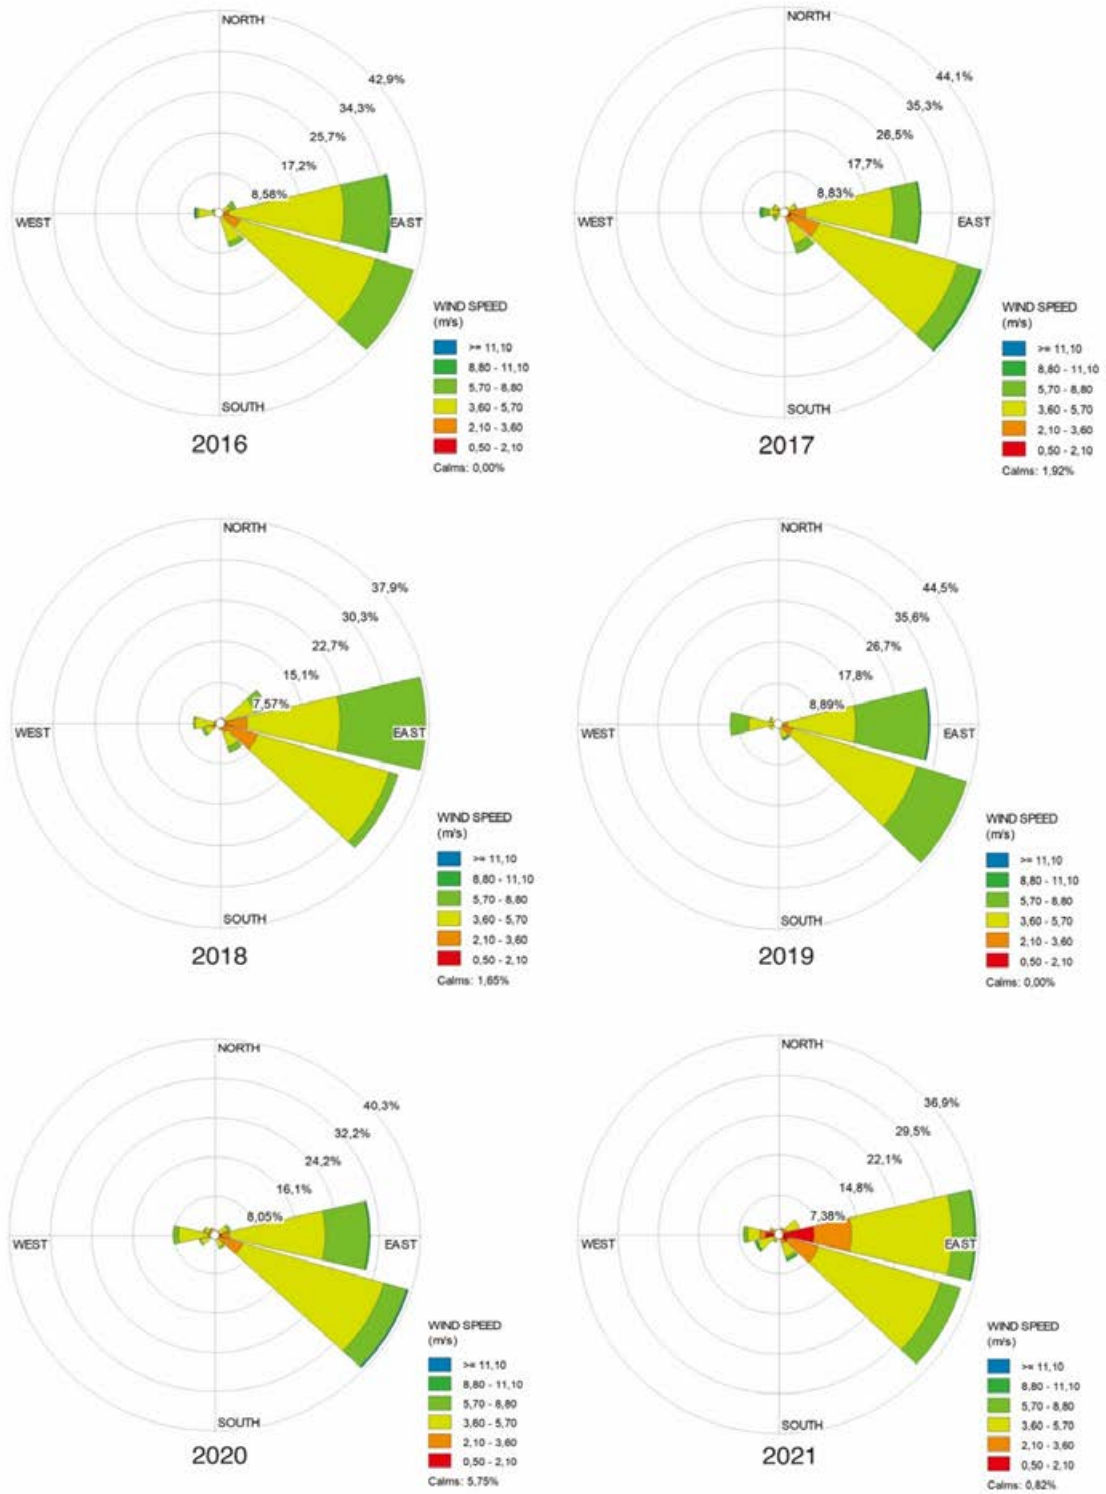 NORTH
42,9%
34,3%
25,7%
17,2%
8,58%
WEST
EAST
WIND SPEED
(m/s)
>= 11,10
8,80 - 11,10
5,70 - 8,80
3,60 - 5,70
2,10 - 3,60
0,50 - 2,10
SOUTH
2016
Calms: 0,00%
NORTH
44,1%
35,3%
26,5%
17,7%
8,83%
WEST
EAST
WIND SPEED
(m/s)
>= 11,10
8,80 - 11,10
5,70 - 8,80
3,60 - 5,70
2,10 - 3,60
0,50 - 2,10
SOUTH
2017
Calms: 1,92%
NORTH
37,9%
30,3%
22,7%
15,1%
7,57%
WEST
EAST
WIND SPEED
(m/s)
>= 11,10
8,80 - 11,10
5,70 - 8,80
3,60 - 5,70
2,10 - 3,60
0,50 - 2,10
SOUTH
2018
Calms: 1,65%
NORTH
44,5%
35,6%
26,7%
17,8%
8,89%
WEST
EAST
WIND SPEED
(m/s)
>= 11,10
8,80 - 11,10
5,70 - 8,80
3,60 - 5,70
2,10 - 3,60
0,50 - 2,10
SOUTH
2019
Calms: 0,00%
NORTH
40,3%
32,2%
24,2%
16,1%
8,05%
WEST
EAST
WIND SPEED
(m/s)
>= 11,10
8,80 - 11,10
5,70 - 8,80
3,60 - 5,70
2,10 - 3,60
0,50 - 2,10
SOUTH
2020
Calms: 5,75%
NORTH
36,9%
29,5%
22,1%
14,8%
7,38%
WEST
EAST
WIND SPEED
(m/s)
>= 11,10
8,80 - 11,10
5,70 - 8,80
3,60 - 5,70
2,10 - 3,60
0,50 - 2,10
SOUTH
2021
Calms: 0,82%